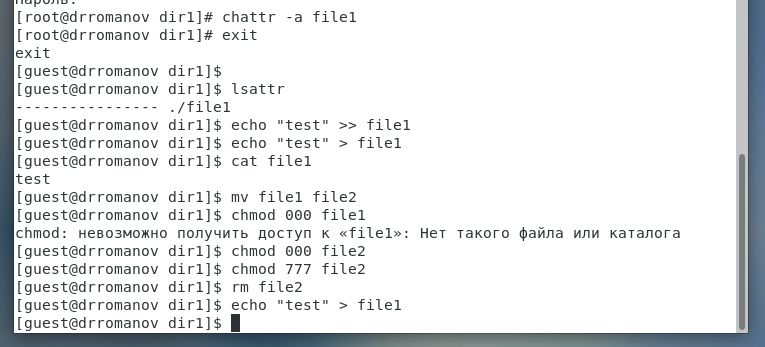 Пароль:
[root@drromanov dir1]# chattr -a file1
[root@drromanov dir1]# exit
exit
[guest@drromanov dir1]$
[guest@drromanov dir1]$ lsattr
---------------- ./file1
[guest@drromanov dir1]$ echo "test" >> file1
[guest@drromanov dir1]$ echo "test" > file1
[guest@drromanov dir1]$ cat file1
test
[guest@drromanov dir1]$ mv file1 file2
[guest@drromanov dir1]$ chmod 000 file1
chmod: невозможно получить доступ к «file1»: Нет такого файла или каталога
[guest@drromanov dir1]$ chmod 000 file2
[guest@drromanov dir1]$ chmod 777 file2
[guest@drromanov dir1]$ rm file2
[guest@drromanov dir1]$ echo "test" > file1
[guest@drromanov dir1]$